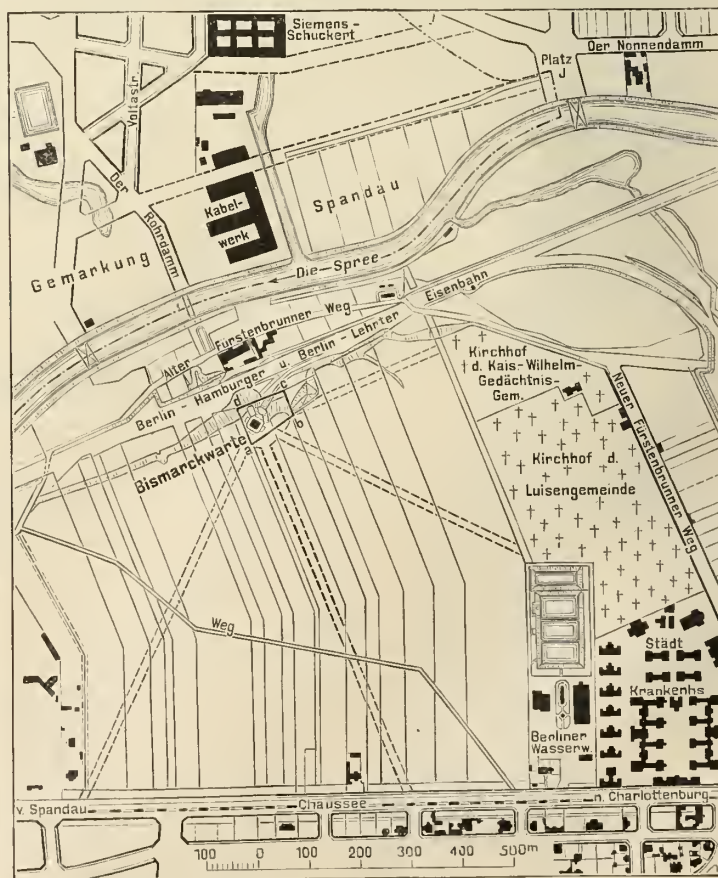 Siemens-
Schuckert
Der Nonnendamm
Platz
J
Voltastr.
Der
Rohrdamm
Kabel-
werk
Spandau
Gemarkung
Die Spree
Alter Fürstenbrunner Weg
Eisenbahn
Berlin - Hamburger u. Berlin - Lehrter
Kirchhof
d. Kais-Wilhelm-
Gedächtnis-
Gem.
d
c
b
a
Bismarckwarte
Kirchhof d.
Luisengemeinde
Neuer Fürstenbrunner Weg
Weg
Städt
Krankenhs
Berliner
Wasserw.
v. Spandau
Chaussee
n. Charlottenburg
100 0 100 200 300 400 500m